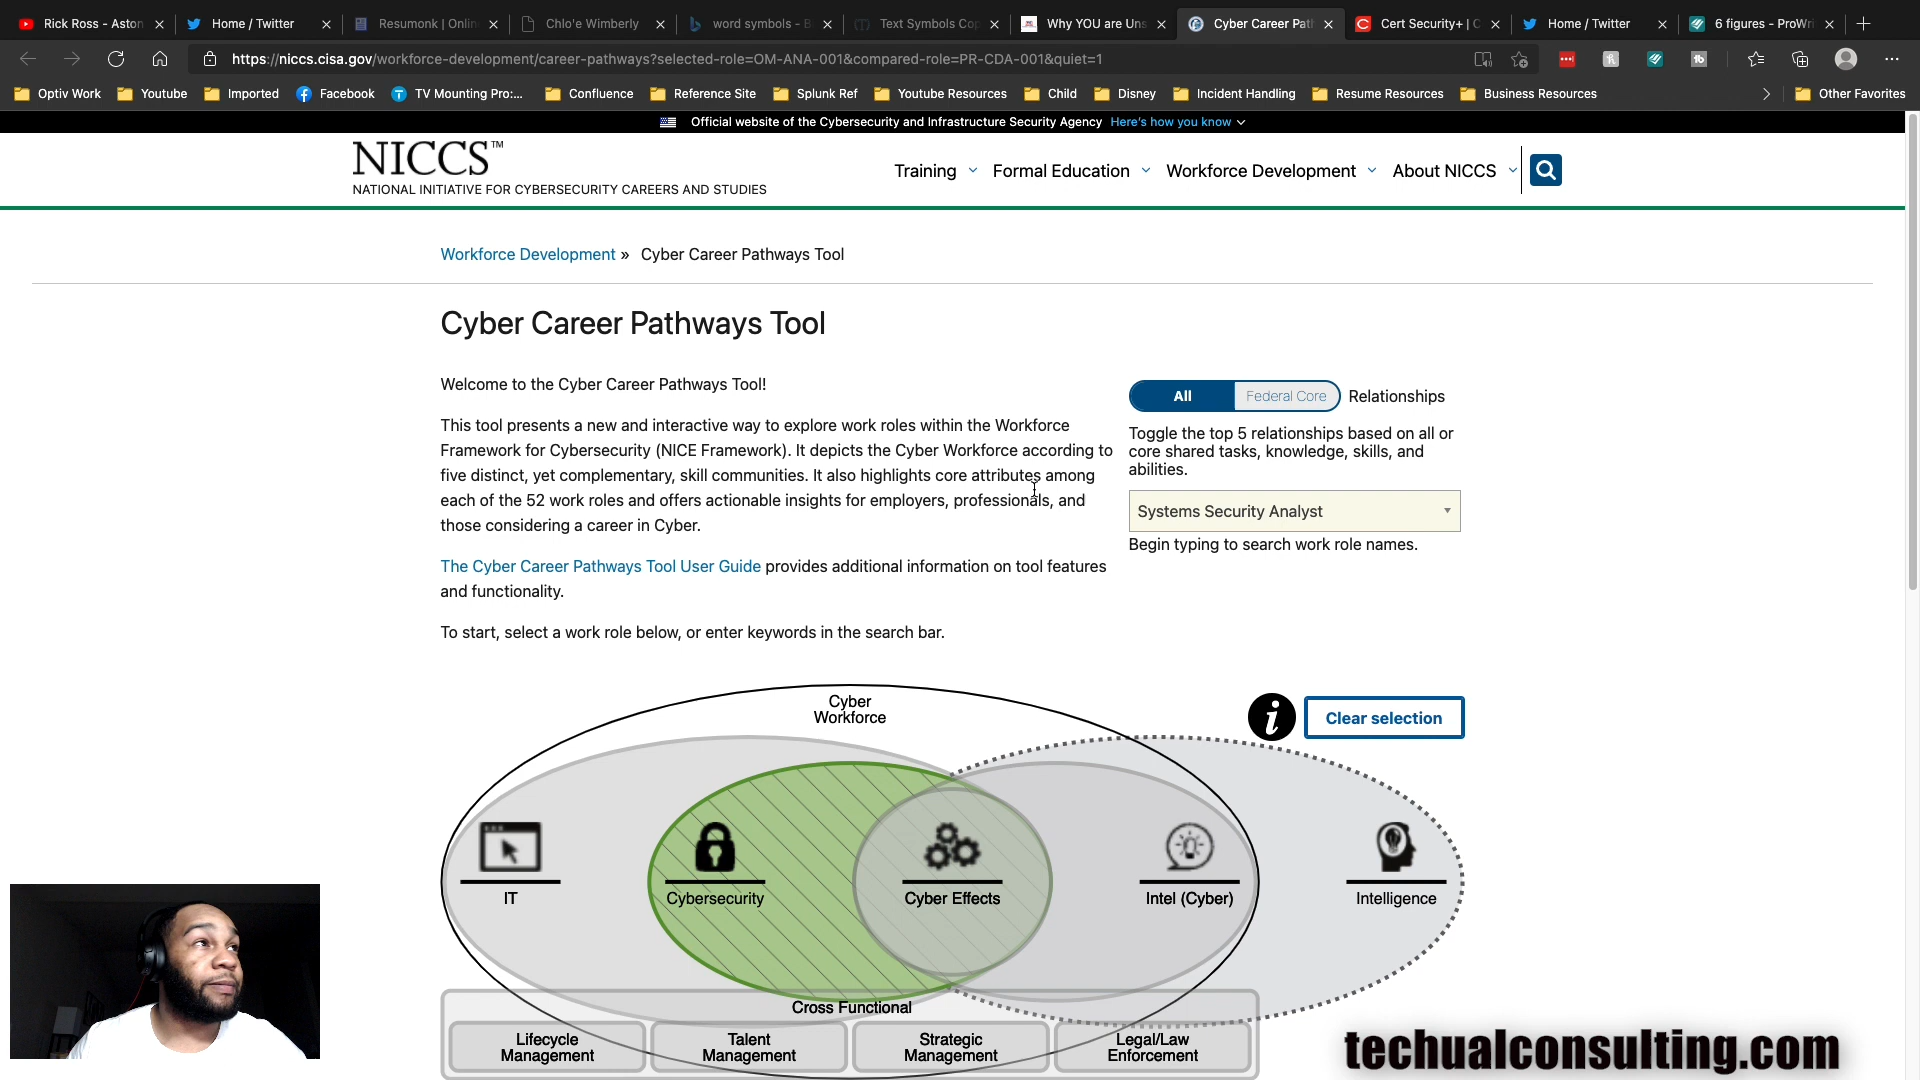 Rick Ross - Aston
Home / Twitter
Resumonk | Onlin
Chlo'e Wimberly
word symbols - B
Text Symbols Cop
Why YOU are Uns
Cyber Career Pat
Cert Security+ | C
Home / Twitter
6 figures - ProWri
https://niccs.cisa.gov/workforce-development/career-pathways?selected-role=OM-ANA-001&compared-role=PR-CDA-001&quiet=1
Optiv Work
Youtube
Imported
Facebook
TV Mounting Pro:...
Confluence
Reference Site
Splunk Ref
Youtube Resources
Child
Disney
Incident Handling
Resume Resources
Business Resources
Other Favorites
Official website of the Cybersecurity and Infrastructure Security Agency Here's how you know
NICCS™
NATIONAL INITIATIVE FOR CYBERSECURITY CAREERS AND STUDIES
Training
Formal Education
Workforce Development
About NICCS
Workforce Development » Cyber Career Pathways Tool
Cyber Career Pathways Tool
Welcome to the Cyber Career Pathways Tool!
This tool presents a new and interactive way to explore work roles within the Workforce
Framework for Cybersecurity (NICE Framework). It depicts the Cyber Workforce according to
five distinct, yet complementary, skill communities. It also highlights core attributes among
each of the 52 work roles and offers actionable insights for employers, professionals, and
those considering a career in Cyber.
The Cyber Career Pathways Tool User Guide provides additional information on tool features
and functionality.
To start, select a work role below, or enter keywords in the search bar.
All
Federal Core
Relationships
Toggle the top 5 relationships based on all or
core shared tasks, knowledge, skills, and
abilities.
Systems Security Analyst
Begin typing to search work role names.
Cyber
Workforce
i
Clear selection
IT
Cybersecurity
Cyber Effects
Intel (Cyber)
Intelligence
Cross Functional
Lifecycle
Management
Talent
Management
Strategic
Management
Legal/Law
Enforcement
techualconsulting.com